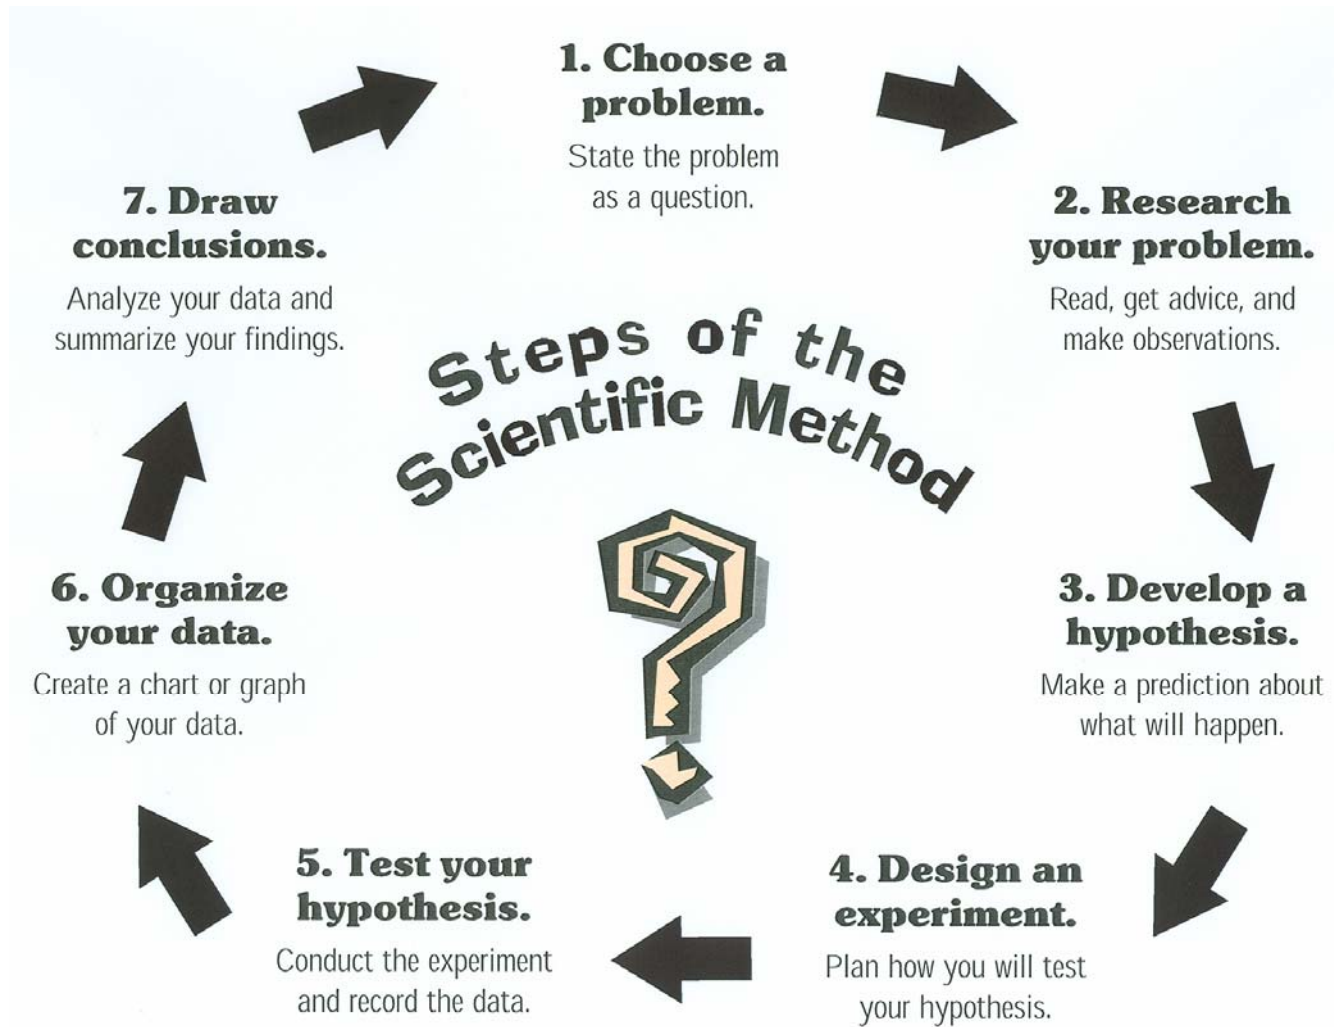 1. Choose a
problem.
State the problem
as a question.
2. Research
your problem.
Read, get advice, and
make observations.
3. Develop a
hypothesis.
Make a prediction about
what will happen.
4. Design an
experiment.
Plan how you will test
your hypothesis.
5. Test your
hypothesis.
Conduct the experiment
and record the data.
6. Organize
your data.
Create a chart or graph
of your data.
7. Draw
conclusions.
Analyze your data and
summarize your findings.
Steps of the
Scientific Method
?